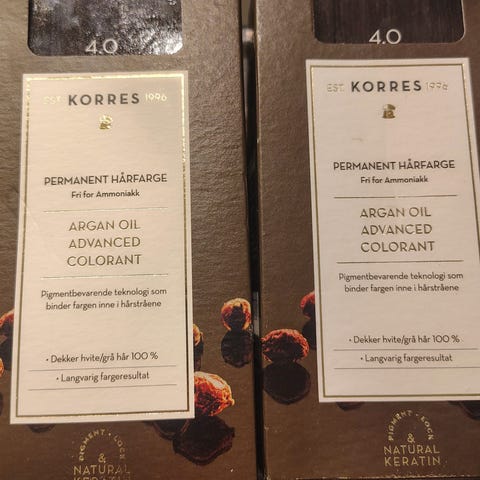 4.0
EST. KORRES 1996
PERMANENT HÅRFARGE
Fri for Ammoniakk
ARGAN OIL
ADVANCED
COLORANT
Pigmentbevarende teknologi som
binder fargen inne i hårstråene
• Dekker hvite/grå hår 100 %
• Langvarig fargeresultat
PIGMENT • LOCK
&
NATURAL
KERATIN
4.0
EST. KORRES 1996
PERMANENT HÅRFARGE
Fri for Ammoniakk
ARGAN OIL
ADVANCED
COLORANT
Pigmentbevarende teknologi som
binder fargen inne i hårstråene
• Dekker hvite/grå hår 100 %
• Langvarig fargeresultat
PIGMENT • LOCK
&
NATURAL
KERATIN